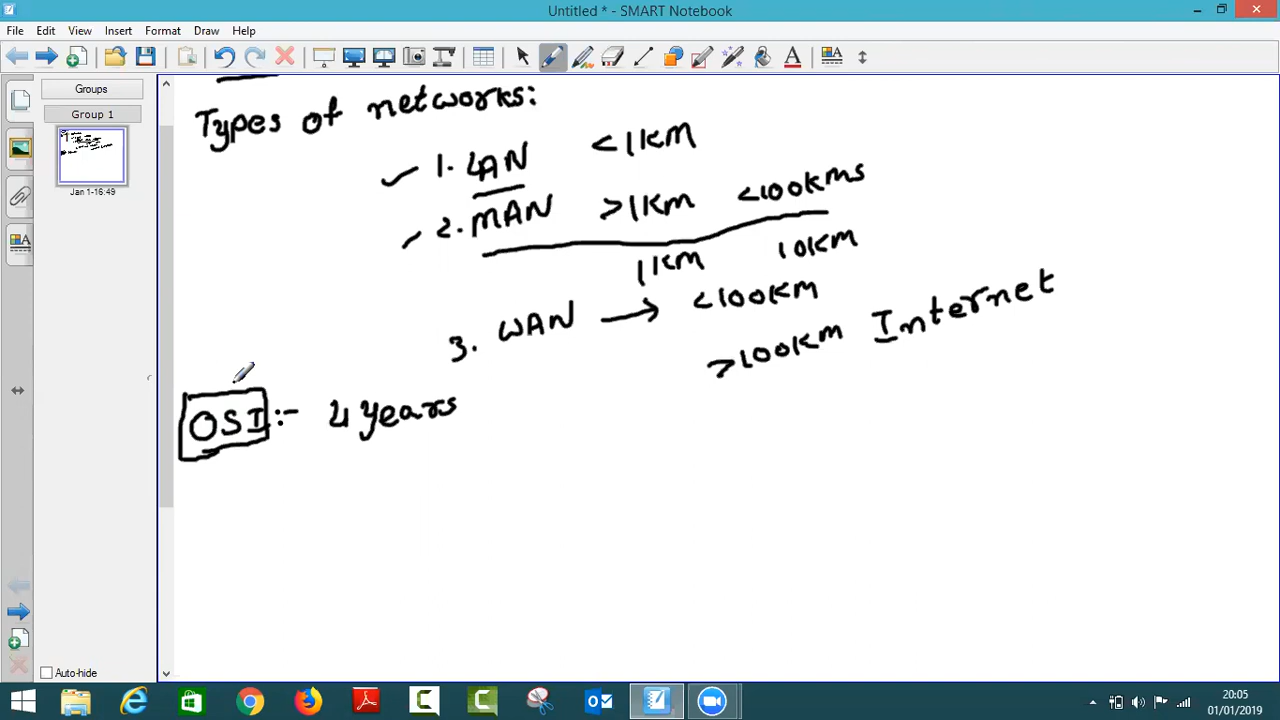 Untitled * - SMART Notebook
File Edit View Insert Format Draw Help
Groups
Group 1
Jan 1-16:49
Types of networks:
1. LAN <1KM
2. MAN >1KM <100kms
1KM 10KM
3. WAN → <100KM
>100KM Internet
OSI :- 4 years
Auto-hide
20:05
01/01/2019